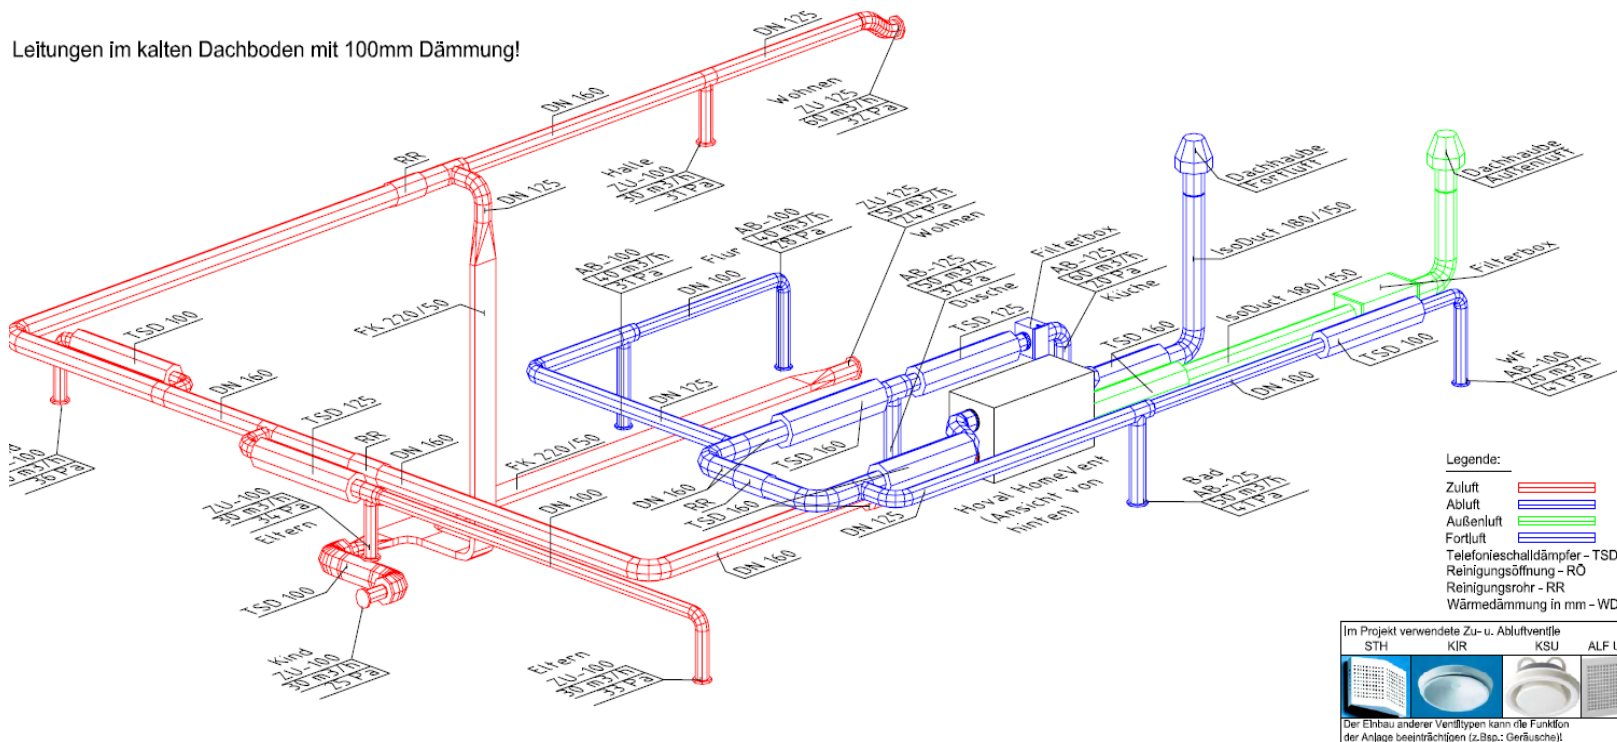 Leitungen im kalten Dachboden mit 100mm Dämmung!
DN 125
Wohnen
ZU 125
60 m3/h
32 Pa
DN 160
RR
Halle
ZU-100
30 m3/h
31 Pa
DN 125
ZU 125
50 m3/h
24 Pa
Wohnen
Dachhaube
Fortluft
Dachhaube
Außenluft
AB-100
40 m3/h
28 Pa
Flur
AB-100
40 m3/h
31 Pa
DN 100
Filterbox
AB-125
60 m3/h
20 Pa
Küche
AB-125
50 m3/h
32 Pa
Dusche
IsoDuct 180/150
Filterbox
IsoDuct 180/150
FK 220/50
TSD 100
TSD 125
TSD 160
TSD 100
DN 160
DN 125
DN 100
WF
AB-100
20 m3/h
41 Pa
TSD 125
RR
DN 160
FK 220/50
TSD 160
DN 160
RR
TSD 160
DN 125
Hoval HomeVent
(Ansicht von
hinten)
Bad
AB-125
50 m3/h
41 Pa
-100
m3/h
36 Pa
ZU-100
30 m3/h
34 Pa
Eltern
DN 100
DN 160
TSD 100
Kind
ZU-100
30 m3/h
25 Pa
Eltern
ZU-100
30 m3/h
33 Pa
Legende:
Zuluft
Abluft
Außenluft
Fortluft
Telefonieschalldämpfer - TSD
Reinigungsöffnung - RÖ
Reinigungsrohr - RR
Wärmedämmung in mm - WD
Im Projekt verwendete Zu- u. Abluftventile
STH KIR KSU ALF U
Der Einbau anderer Ventiltypen kann die Funktion
der Anlage beeinträchtigen (z.Bsp.: Geräusche)!